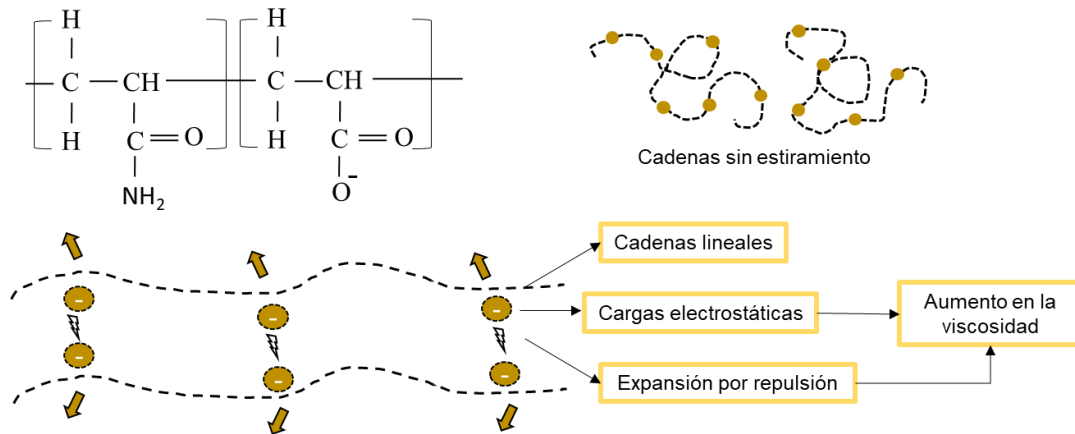 H H
C CH C CH
H C O H C O
NH2 O-
Cadenas sin estiramiento
Cadenas lineales
- - -
Cargas electrostáticas
Aumento en la
viscosidad
- - -
Expansión por repulsión